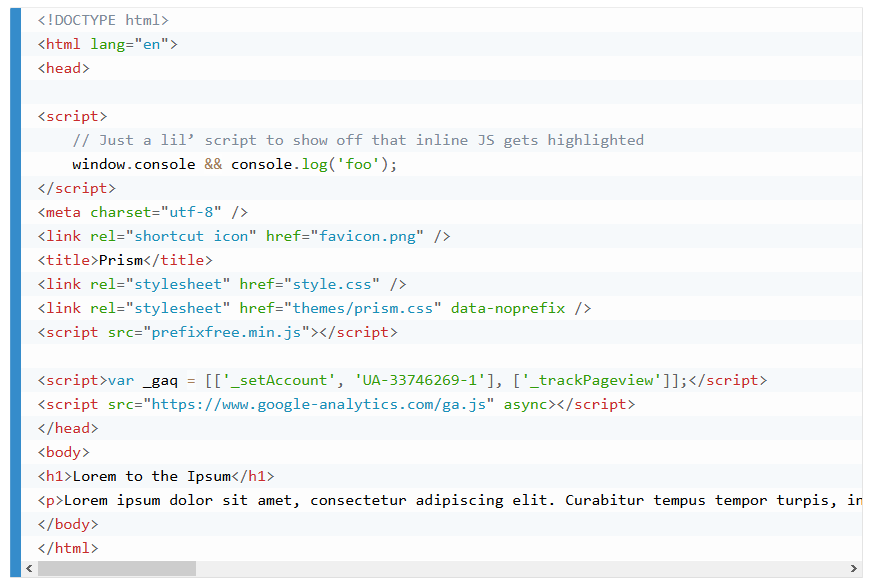 <!DOCTYPE html>
<html lang="en">
<head>

<script>
    // Just a lil’ script to show off that inline JS gets highlighted
    window.console && console.log('foo');
</script>
<meta charset="utf-8" />
<link rel="shortcut icon" href="favicon.png" />
<title>Prism</title>
<link rel="stylesheet" href="style.css" />
<link rel="stylesheet" href="themes/prism.css" data-noprefix />
<script src="prefixfree.min.js"></script>

<script>var _gaq = [['_setAccount', 'UA-33746269-1'], ['_trackPageview']];</script>
<script src="https://www.google-analytics.com/ga.js" async></script>
</head>
<body>
<h1>Lorem to the Ipsum</h1>
<p>Lorem ipsum dolor sit amet, consectetur adipiscing elit. Curabitur tempus tempor turpis, in
</body>
</html>